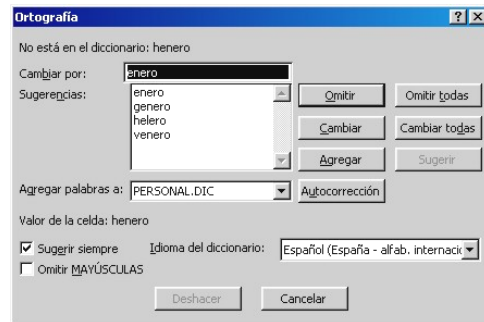 Ortografía
No está en el diccionario: henero
Cambiar por: enero
Sugerencias: enero
genero
helero
venero
Omitir Omitir todas
Cambiar Cambiar todas
Agregar Sugerir
Agregar palabras a: PERSONAL.DIC Autocorrección
Valor de la celda: henero
Sugerir siempre Idioma del diccionario: Español (España - alfab. internacio
Omitir MAYÚSCULAS
Deshacer Cancelar